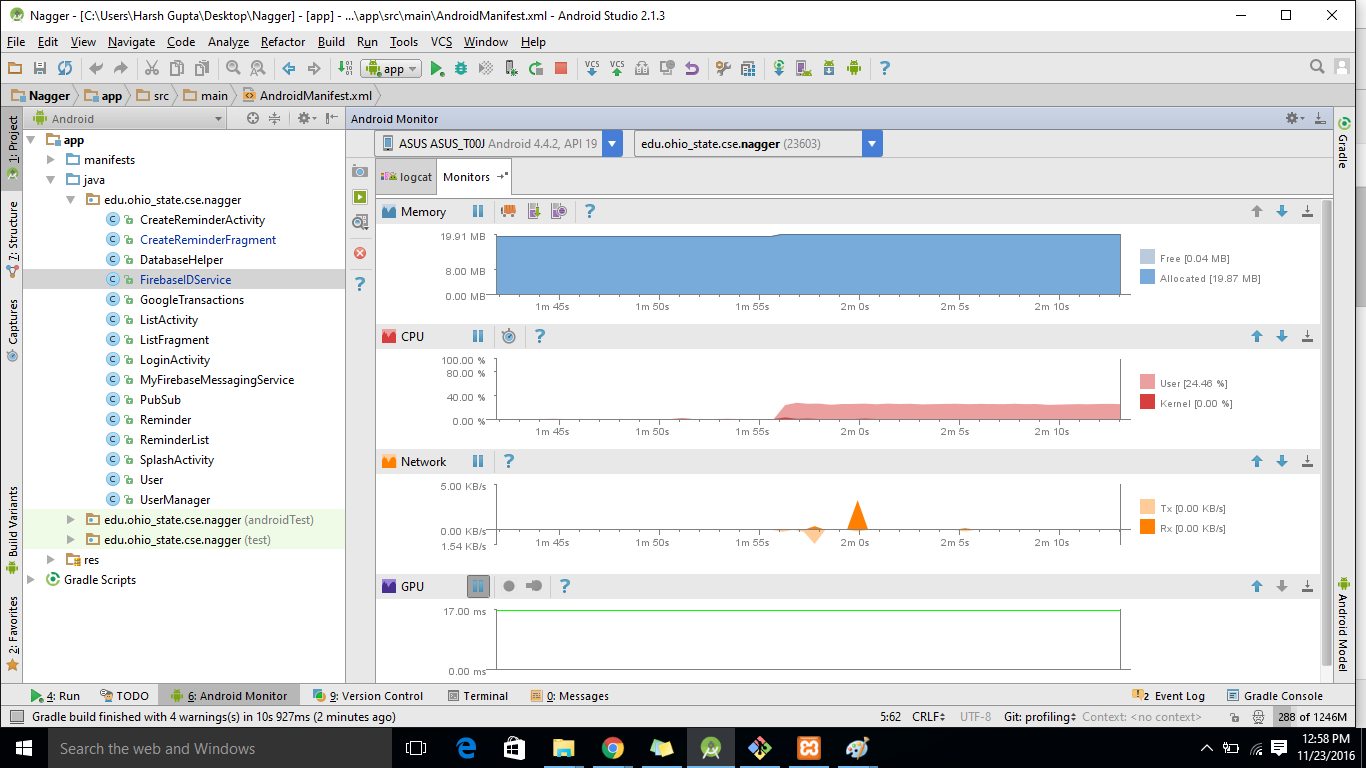 Nagger - [C:\Users\Harsh Gupta\Desktop\Nagger] - [app] - ...\app\src\main\AndroidManifest.xml - Android Studio 2.1.3
File Edit View Navigate Code Analyze Refactor Build Run Tools VCS Window Help
app VCS VCS ?
Nagger app src main AndroidManifest.xml
Android
Android Monitor
1: Project
7: Structure
Captures
Build Variants
2: Favorites
app
manifests
java
edu.ohio_state.cse.nagger
CreateReminderActivity
CreateReminderFragment
DatabaseHelper
FirebaseIDService
GoogleTransactions
ListActivity
ListFragment
LoginActivity
MyFirebaseMessagingService
PubSub
Reminder
ReminderList
SplashActivity
User
UserManager
edu.ohio_state.cse.nagger (androidTest)
edu.ohio_state.cse.nagger (test)
res
Gradle Scripts
ASUS ASUS_T00J Android 4.4.2, API 19 edu.ohio_state.cse.nagger (23603)
logcat Monitors
Memory ?
19.91 MB
8.00 MB
0.00 MB
1m 45s 1m 50s 1m 55s 2m 0s 2m 5s 2m 10s
Free [0.04 MB]
Allocated [19.87 MB]
CPU ?
100.00 %
80.00 %
40.00 %
0.00 %
1m 45s 1m 50s 1m 55s 2m 0s 2m 5s 2m 10s
User [24.46 %]
Kernel [0.00 %]
Network ?
5.00 KB/s
0.00 KB/s
1.54 KB/s
1m 45s 1m 50s 1m 55s 2m 0s 2m 5s 2m 10s
Tx [0.00 KB/s]
Rx [0.00 KB/s]
GPU ?
17.00 ms
0.00 ms
Gradle
Android Model
4: Run TODO 6: Android Monitor 9: Version Control Terminal 0: Messages 2 Event Log Gradle Console
Gradle build finished with 4 warnings(s) in 10s 927ms (2 minutes ago) 5:62 CRLF UTF-8 Git: profiling Context: <no context> 288 of 1246M
Search the web and Windows
12:58 PM
11/23/2016